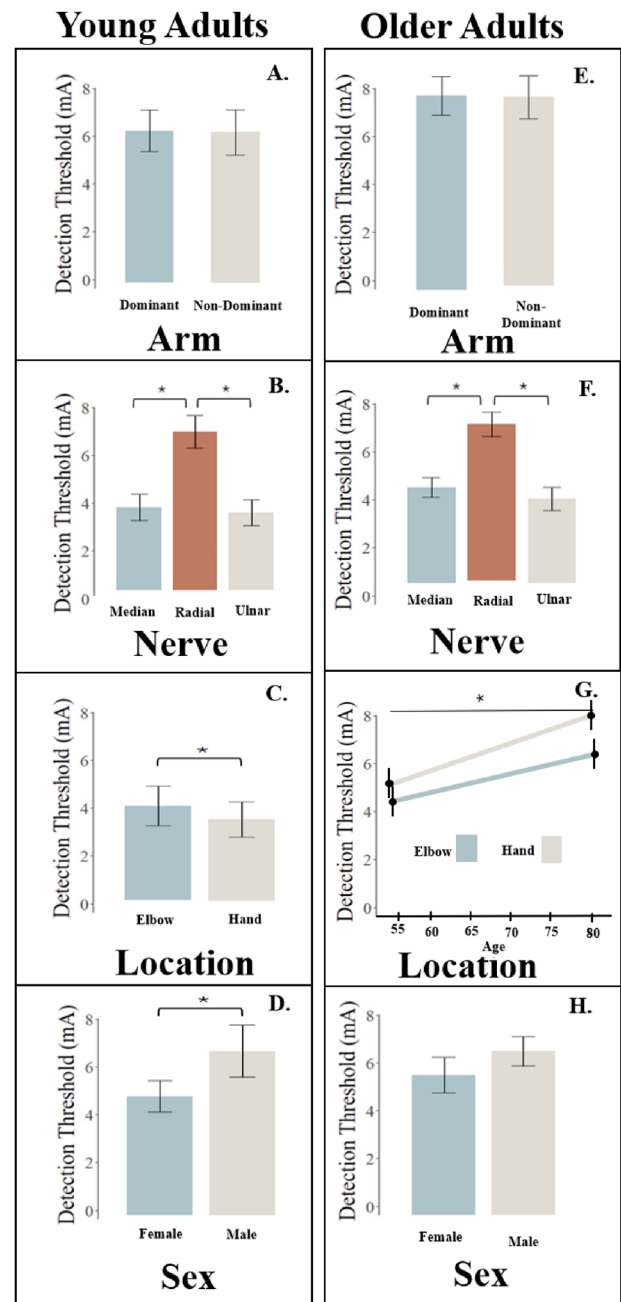 Young Adults
Older Adults
A.
Detection Threshold (mA)
8
6
4
2
0
Dominant
Non-Dominant
Arm
E.
Detection Threshold (mA)
8
6
4
2
0
Dominant
Non-
Dominant
Arm
B.
Detection Threshold (mA)
8
6
4
2
0
*
*
Median
Radial
Ulnar
Nerve
F.
Detection Threshold (mA)
8
6
4
2
0
*
*
Median
Radial
Ulnar
Nerve
C.
Detection Threshold (mA)
8
6
4
2
0
*
Elbow
Hand
Location
G.
Detection Threshold (mA)
8
6
4
2
0
*
Elbow
Hand
55 60 65 70 75 80
Age
Location
D.
Detection Threshold (mA)
8
6
4
2
0
*
Female
Male
Sex
H.
Detection Threshold (mA)
8
6
4
2
0
Female
Male
Sex